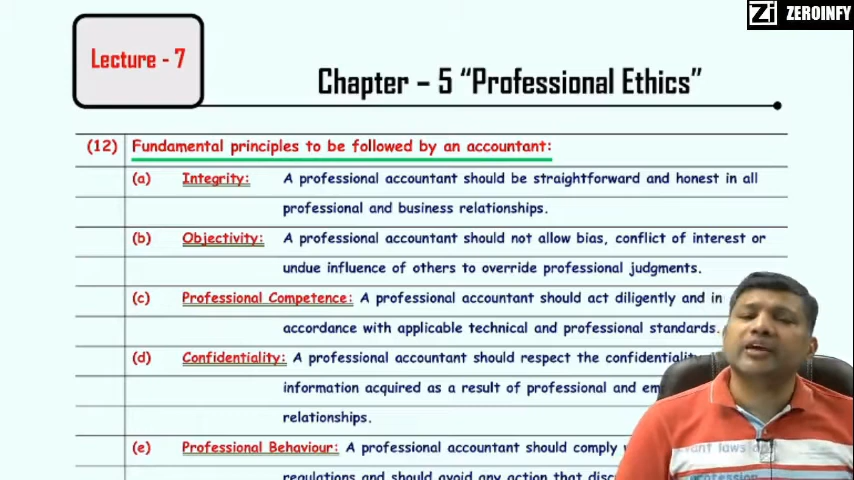 Zi ZEROINFY
Lecture - 7
Chapter – 5 “Professional Ethics”
(12) Fundamental principles to be followed by an accountant:
(a) Integrity: A professional accountant should be straightforward and honest in all
professional and business relationships.
(b) Objectivity: A professional accountant should not allow bias, conflict of interest or
undue influence of others to override professional judgments.
(c) Professional Competence: A professional accountant should act diligently and in
accordance with applicable technical and professional standards.
(d) Confidentiality: A professional accountant should respect the confidentiality
information acquired as a result of professional and
relationships.
(e) Professional Behaviour: A professional accountant should comply laws
regulations and should avoid any action that